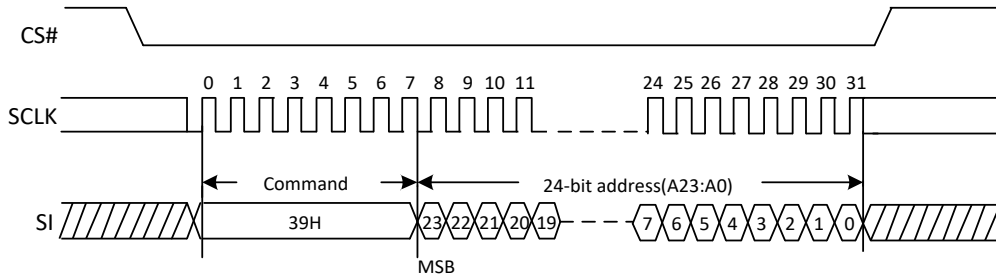 CS#
0 1 2 3 4 5 6 7 8 9 10 11 24 25 26 27 28 29 30 31
SCLK
Command 24-bit address(A23:A0)
SI 39H 23 22 21 20 19 7 6 5 4 3 2 1 0
MSB